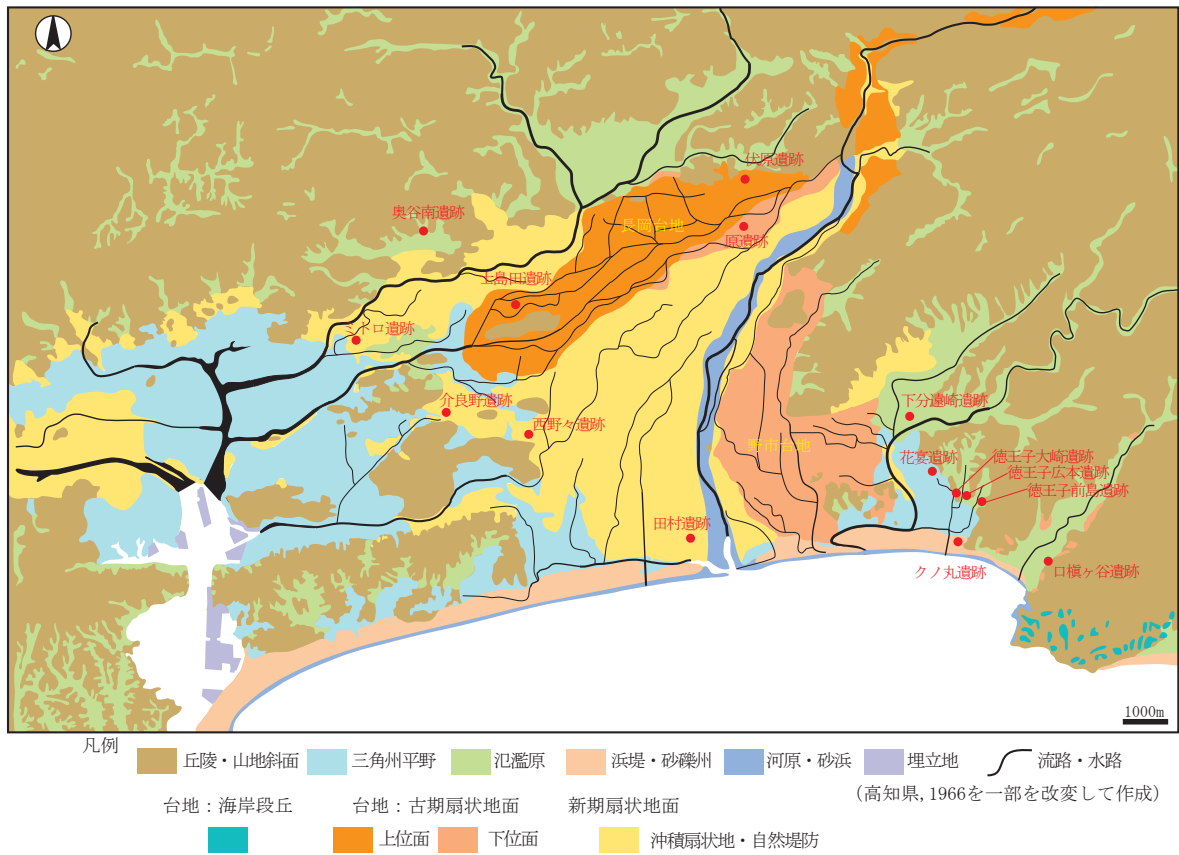 伏原遺跡
奥谷南遺跡
長岡台地
原遺跡
士島田遺跡
ミトロ遺跡
介良野遺跡
西野々遺跡
下分遠崎遺跡
野市台地
花宴遺跡
徳王子大崎遺跡
徳王子広本遺跡
徳王子前島遺跡
田村遺跡
クノ丸遺跡
口槇ヶ谷遺跡
1000m
凡例
丘陵・山地斜面
三角州平野
氾濫原
浜堤・砂礫州
河原・砂浜
埋立地
流路・水路
(高知県,1966を一部を改変して作成)
台地：海岸段丘
台地：古期扇状地面
新期扇状地面
上位面
下位面
沖積扇状地・自然堤防